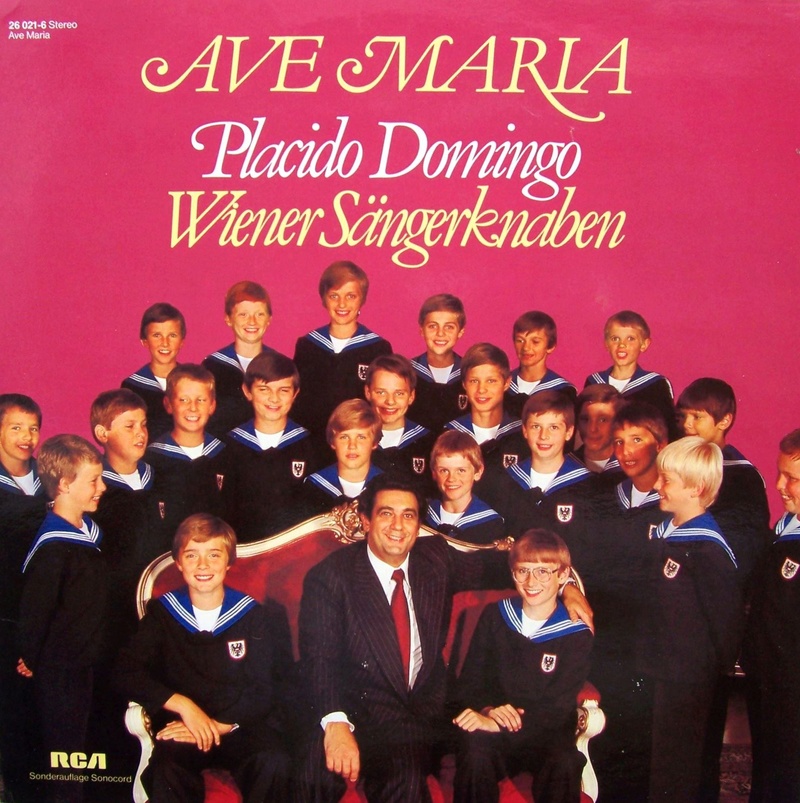 26 021-6 Stereo
Ave Maria
AVE MARIA
Placido Domingo
Wiener Sängerknaben
RCA
Sonderauflage Sonocord